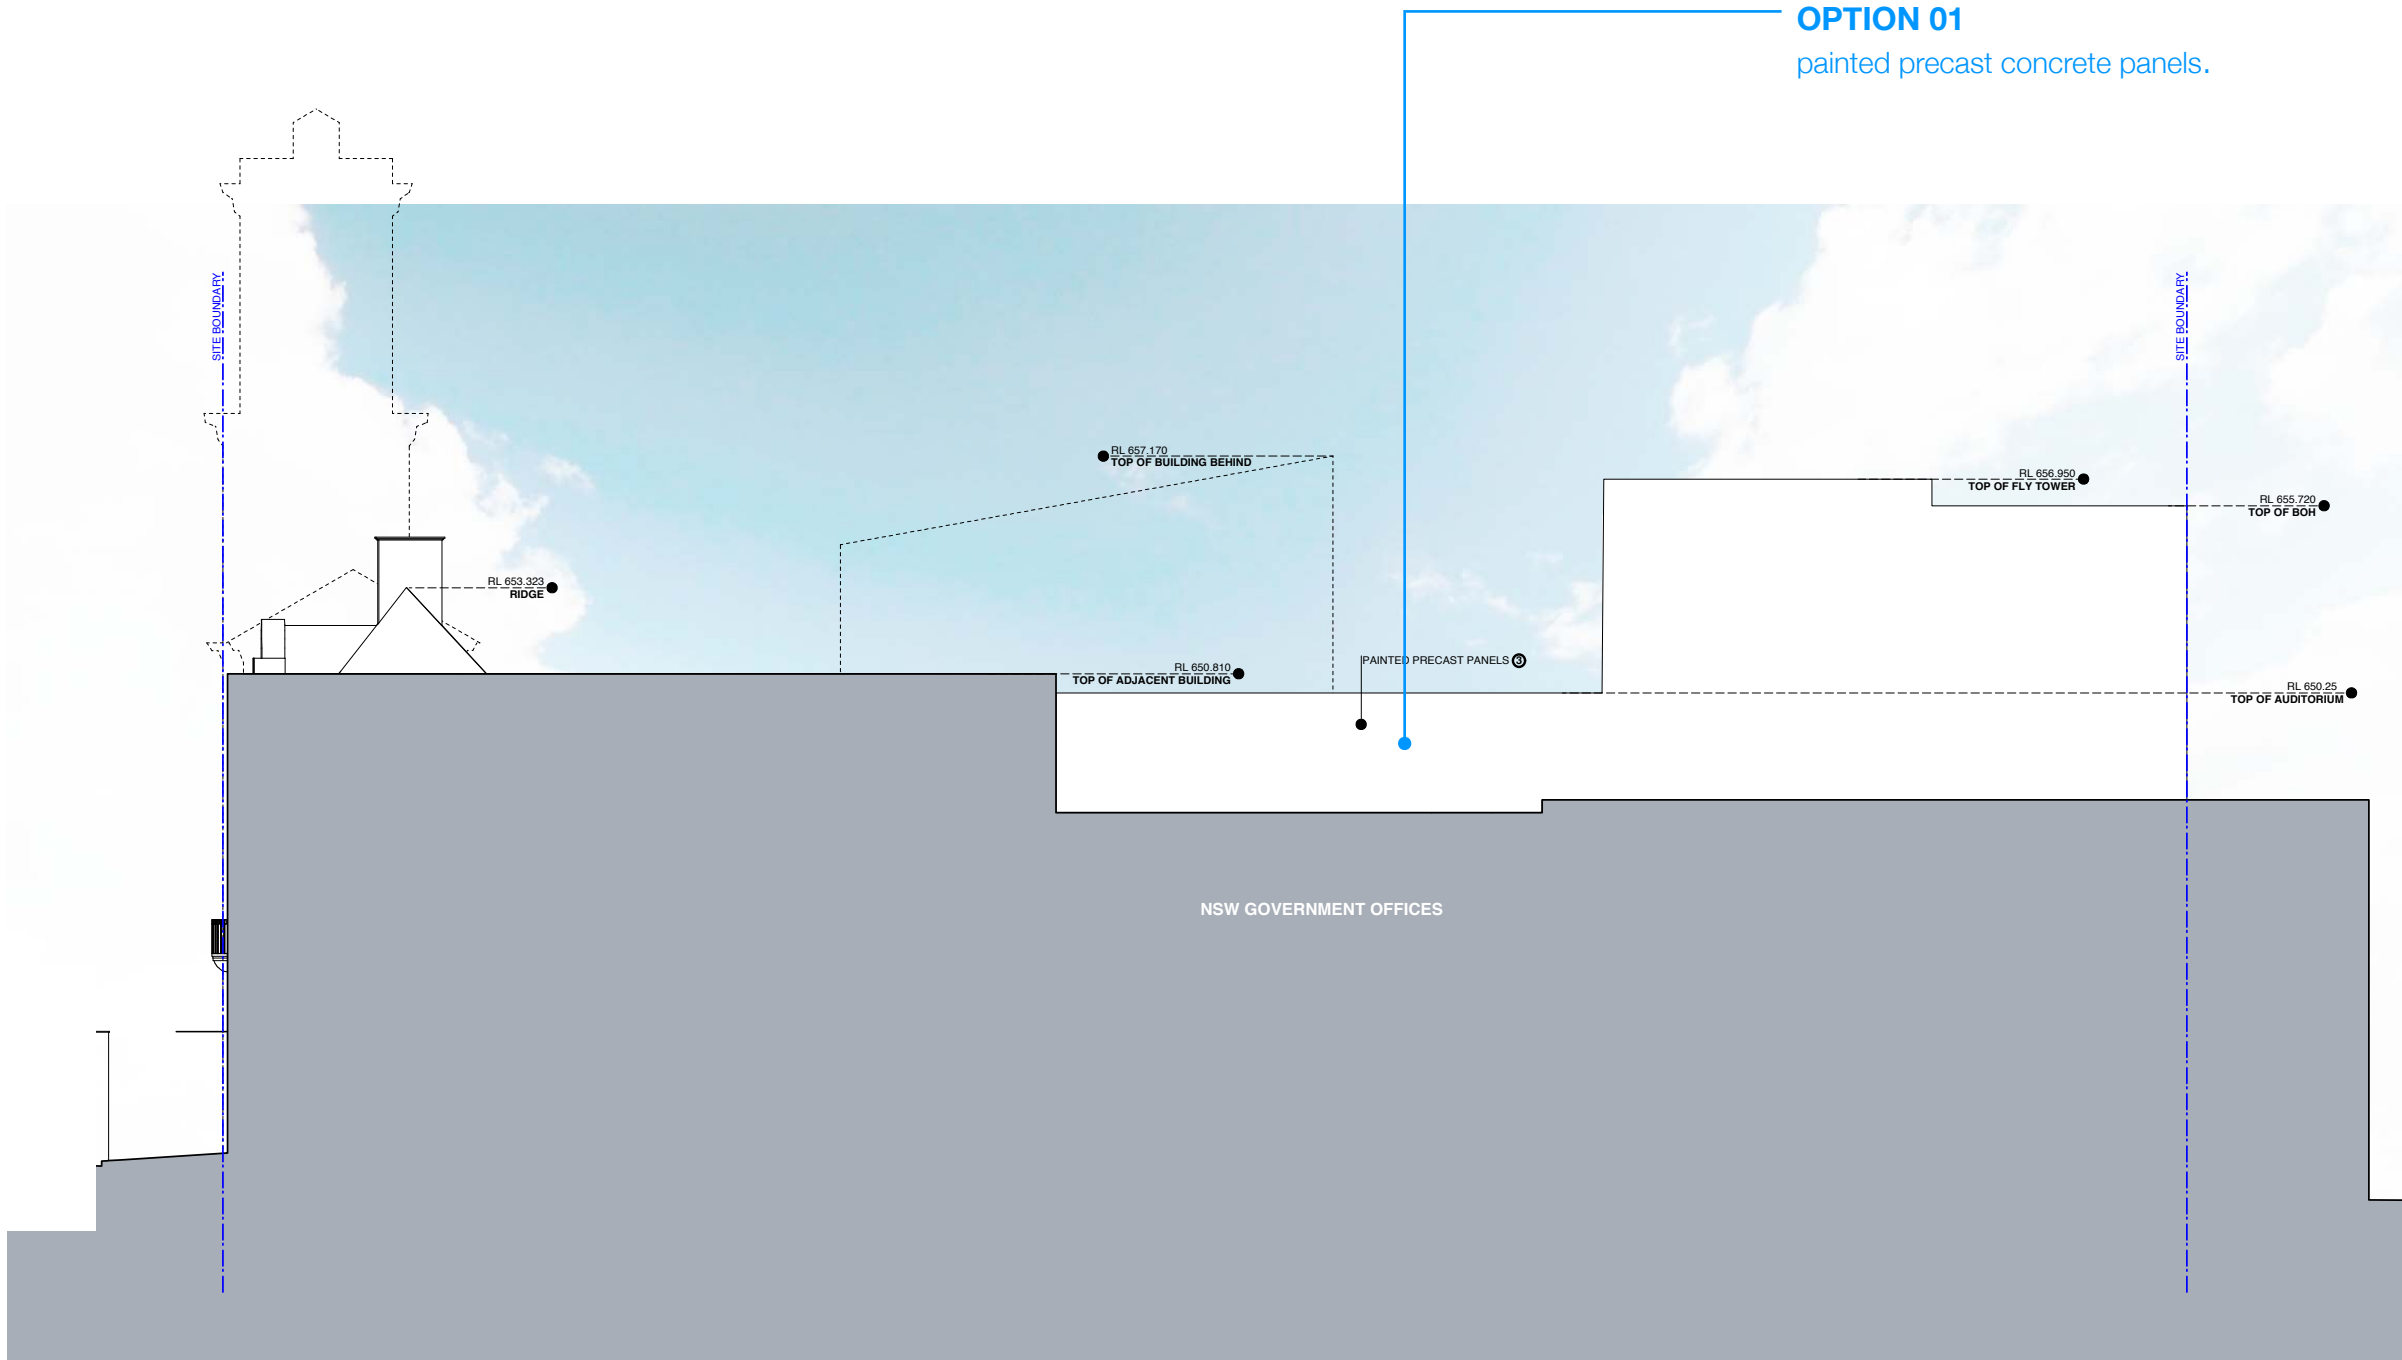 OPTION 01
painted precast concrete panels.
SITE BOUNDARY
SITE BOUNDARY
RL 657.170
TOP OF BUILDING BEHIND
RL 656.950
TOP OF FLY TOWER
RL 655.720
TOP OF BOH
RL 653.323
RIDGE
PAINTED PRECAST PANELS 3
RL 650.810
TOP OF ADJACENT BUILDING
RL 650.25
TOP OF AUDITORIUM
NSW GOVERNMENT OFFICES